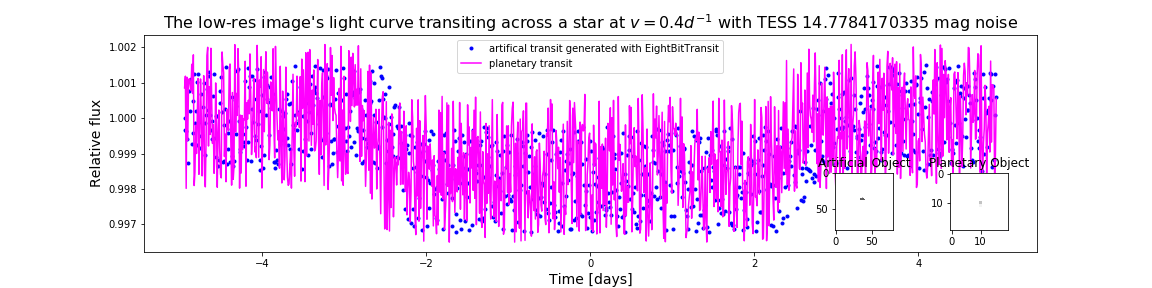 The low-res image's light curve transiting across a star at v = 0.4d⁻¹ with TESS 14.7784170335 mag noise
artifical transit generated with EightBitTransit
planetary transit
Relative flux
1.002
1.001
1.000
0.999
0.998
0.997
Artificial Object
0
50
0
50
Planetary Object
0
10
0
10
−4
−2
0
2
4
Time [days]